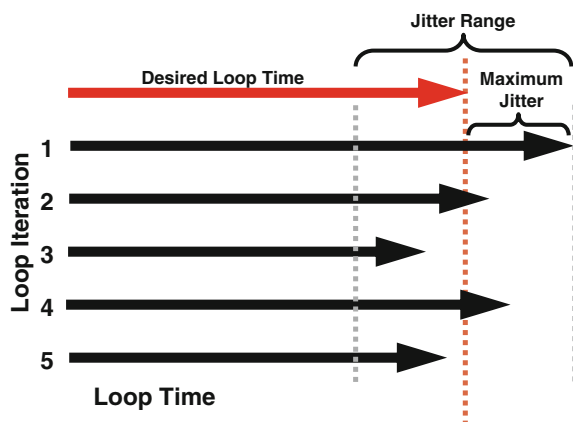 Jitter Range
Desired Loop Time
Maximum
Jitter
Loop Iteration
1
2
3
4
5
Loop Time